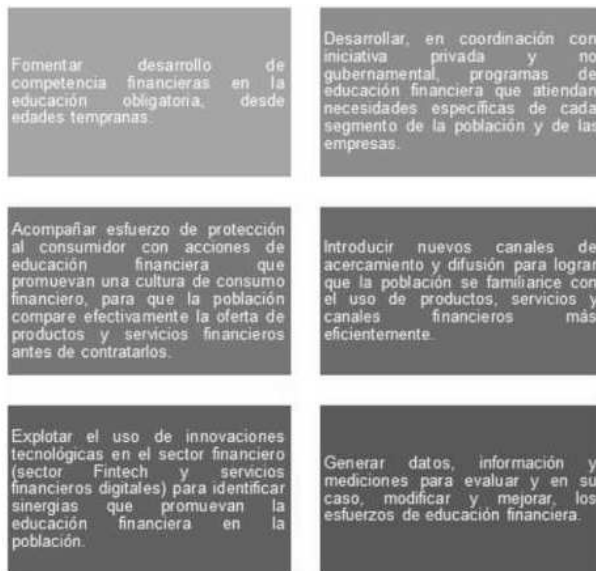 Fomentar desarrollo de
competencia financieras en la
educación obligatoria, desde
edades tempranas.
Desarrollar, en coordinación con
iniciativa privada y no
gubernamental, programas de
educación financiera que atiendan
necesidades específicas de cada
segmento de la población y de las
empresas.
Acompañar esfuerzo de protección
al consumidor con acciones de
educación financiera que
promuevan una cultura de consumo
financiero, para que la población
compare efectivamente la oferta de
productos y servicios financieros
antes de contratarlos.
Introducir nuevos canales de
acercamiento y difusión para lograr
que la población se familiarice con
el uso de productos, servicios y
canales financieros más
eficientemente.
Explotar el uso de innovaciones
tecnológicas en el sector financiero
(sector Fintech y servicios
financieros digitales) para identificar
sinergias que promuevan la
educación financiera en la
población.
Generar datos, información y
mediciones para evaluar y en su
caso, modificar y mejorar, los
esfuerzos de educación financiera.